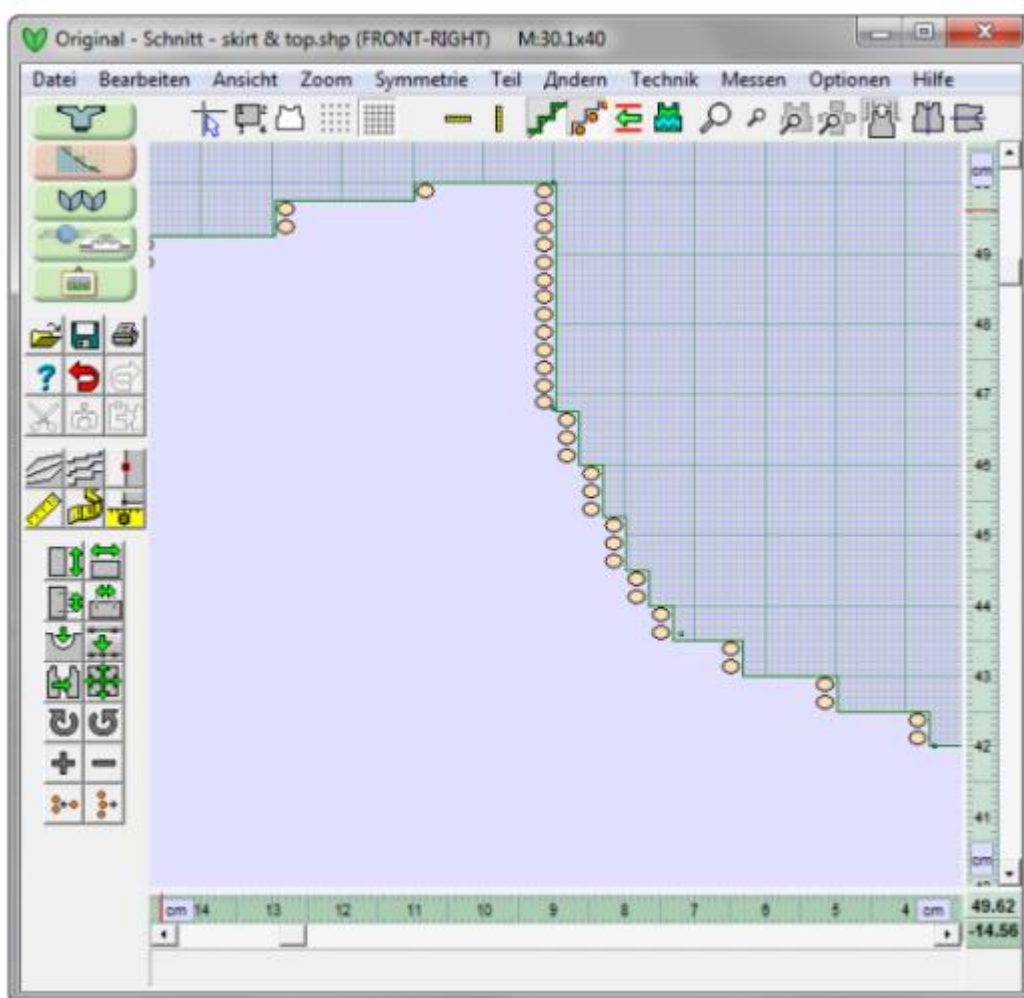 Original - Schnitt - skirt & top.shp (FRONT-RIGHT) M:30.1x40
Datei Bearbeiten Ansicht Zoom Symmetrie Teil Дndern Technik Messen Optionen Hilfe
cm
49
48
47
46
45
44
43
42
41
cm
cm 14 13 12 11 10 9 8 7 6 5 4 cm
49.62
-14.56